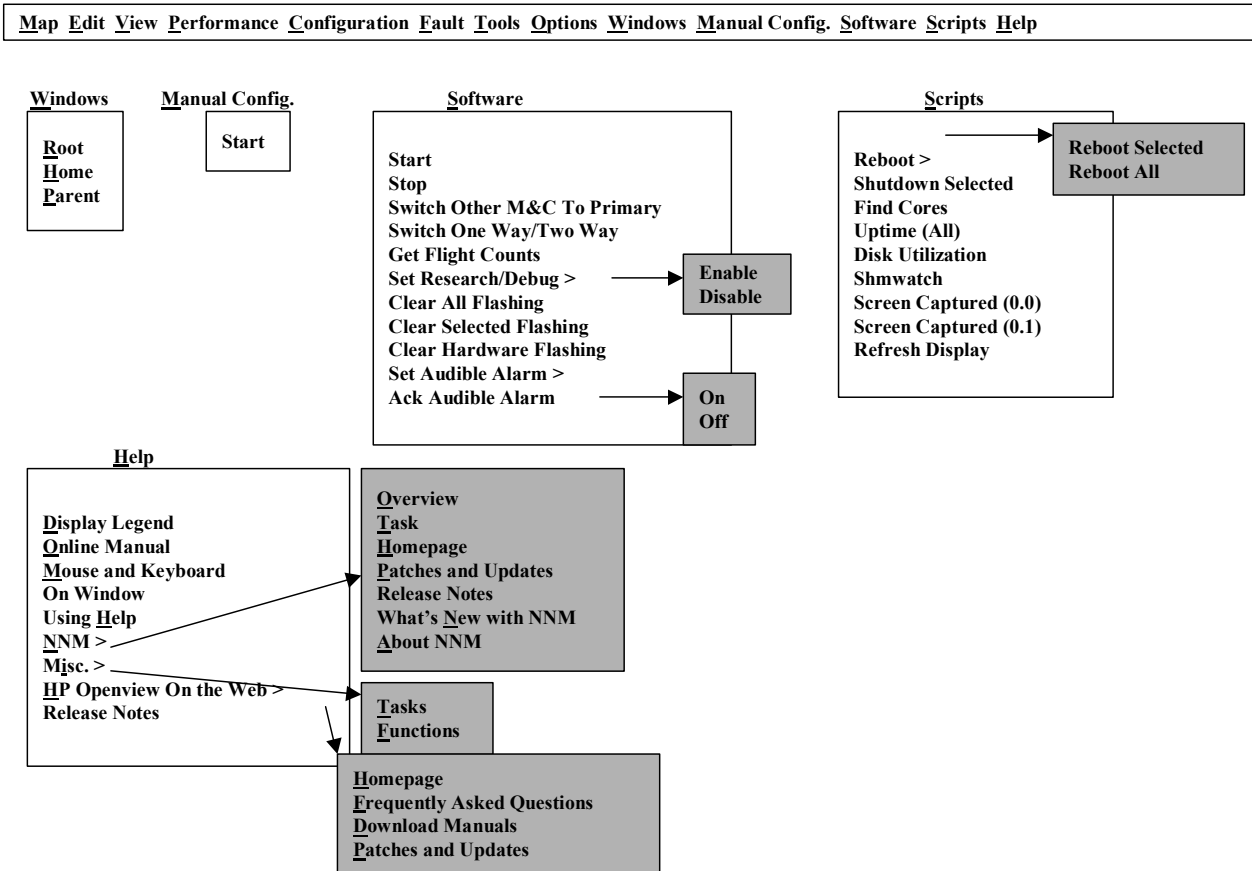 Map Edit View Performance Configuration Fault Tools Options Windows Manual Config. Software Scripts Help
Windows
Root
Home
Parent
Manual Config.
Start
Software
Start
Stop
Switch Other M&C To Primary
Switch One Way/Two Way
Get Flight Counts
Set Research/Debug >
Clear All Flashing
Clear Selected Flashing
Clear Hardware Flashing
Set Audible Alarm >
Ack Audible Alarm
Enable
Disable
On
Off
Scripts
Reboot >
Shutdown Selected
Find Cores
Uptime (All)
Disk Utilization
Shmwatch
Screen Captured (0.0)
Screen Captured (0.1)
Refresh Display
Reboot Selected
Reboot All
Help
Display Legend
Online Manual
Mouse and Keyboard
On Window
Using Help
NNM >
Misc. >
HP Openview On the Web >
Release Notes
Overview
Task
Homepage
Patches and Updates
Release Notes
What's New with NNM
About NNM
Tasks
Functions
Homepage
Frequently Asked Questions
Download Manuals
Patches and Updates